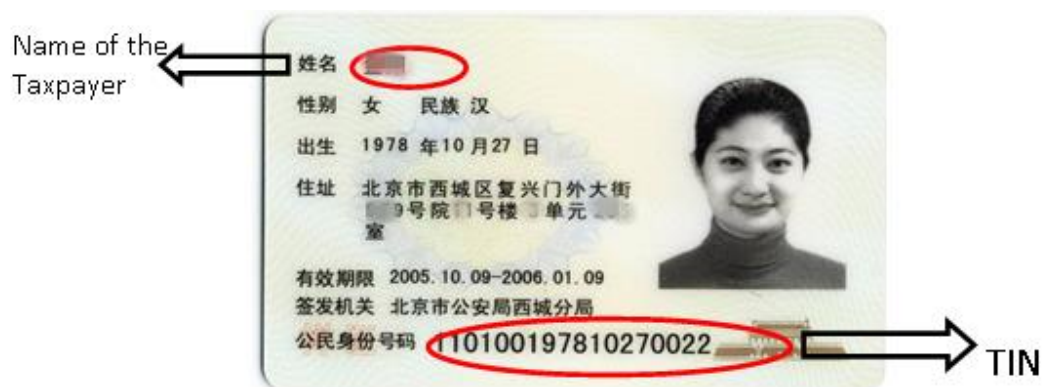 Name of the
Taxpayer
姓名
性别 女 民族 汉
出生 1978 年10月27日
住址 北京市西城区复兴门外大街
9号院 号楼 单元
室
有效期限 2005.10.09-2006.01.09
签发机关 北京市公安局西城分局
公民身份号码 110100197810270022
TIN